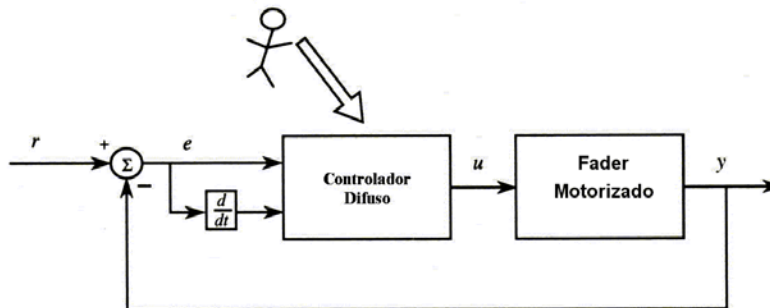 r
+
Σ
−
e
d
dt
Controlador
Difuso
u
Fader
Motorizado
y